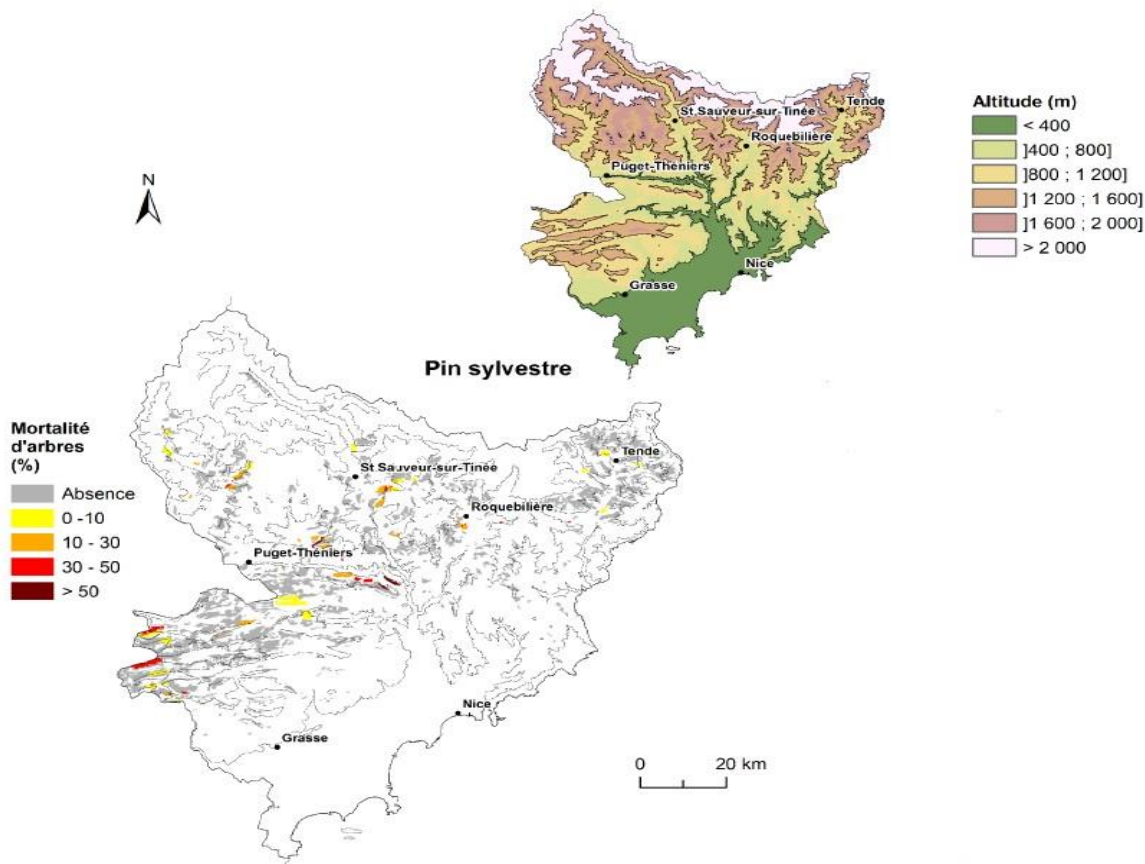 St Sauveur-sur-Tinée
Tende
Roquebilière
Puget-Théniers
Nice
Grasse
Altitude (m)
< 400
]400 ; 800]
]800 ; 1 200]
]1 200 ; 1 600]
]1 600 ; 2 000]
> 2 000
N
Pin sylvestre
Mortalité
d'arbres
(%)
Absence
0 -10
10 - 30
30 - 50
> 50
St Sauveur-sur-Tinée
Tende
Roquebilière
Puget-Théniers
Nice
Grasse
0 20 km